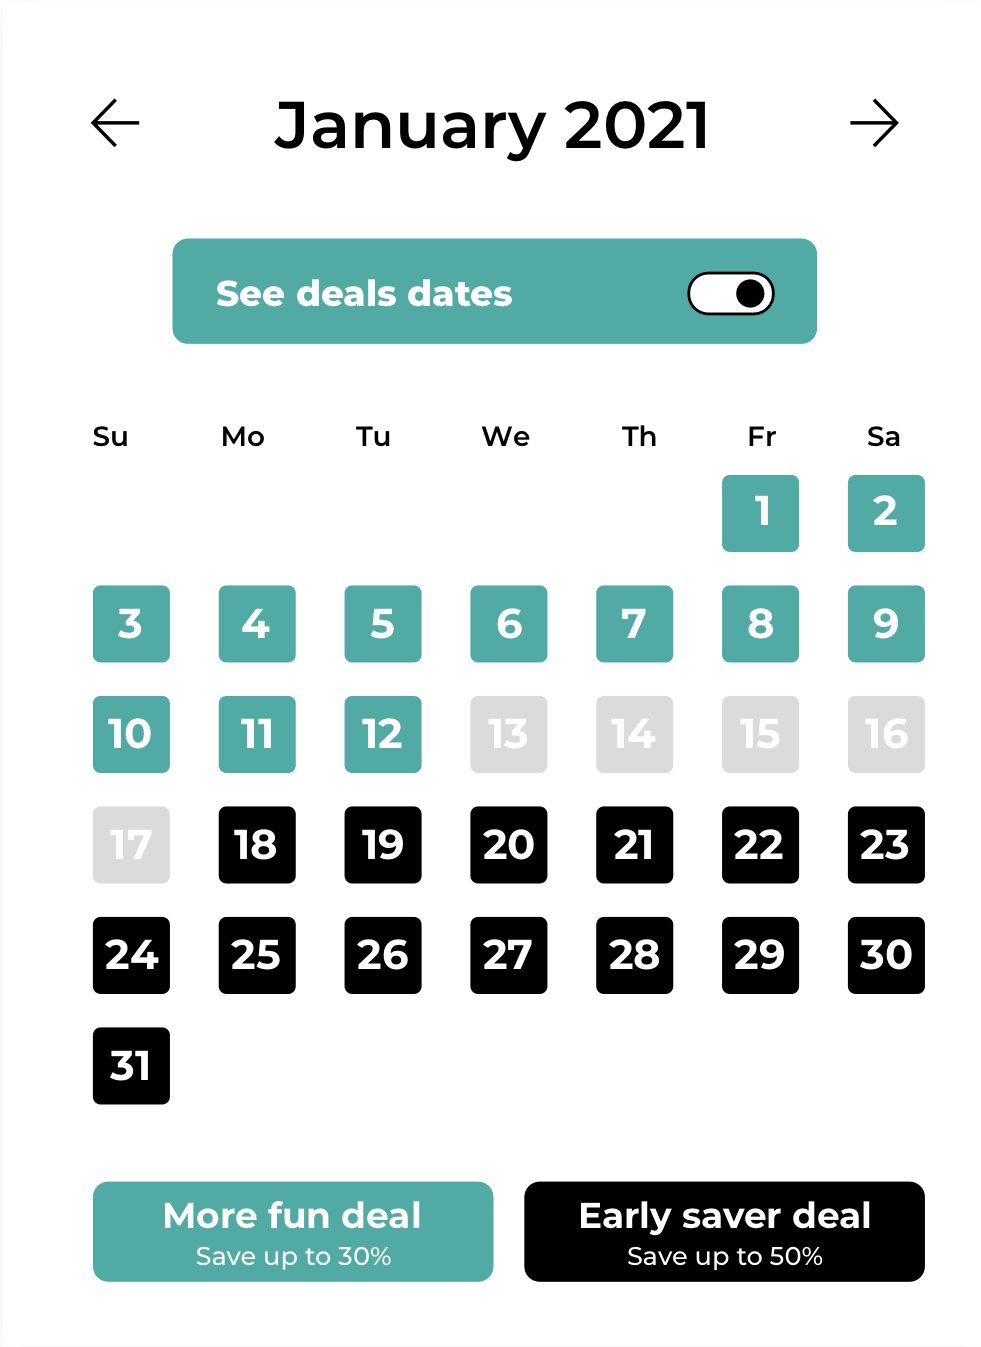 January 2021
See deals dates
Su Mo Tu We Th Fr Sa
1 2
3 4 5 6 7 8 9
10 11 12 13 14 15 16
17 18 19 20 21 22 23
24 25 26 27 28 29 30
31
More fun deal
Save up to 30%
Early saver deal
Save up to 50%